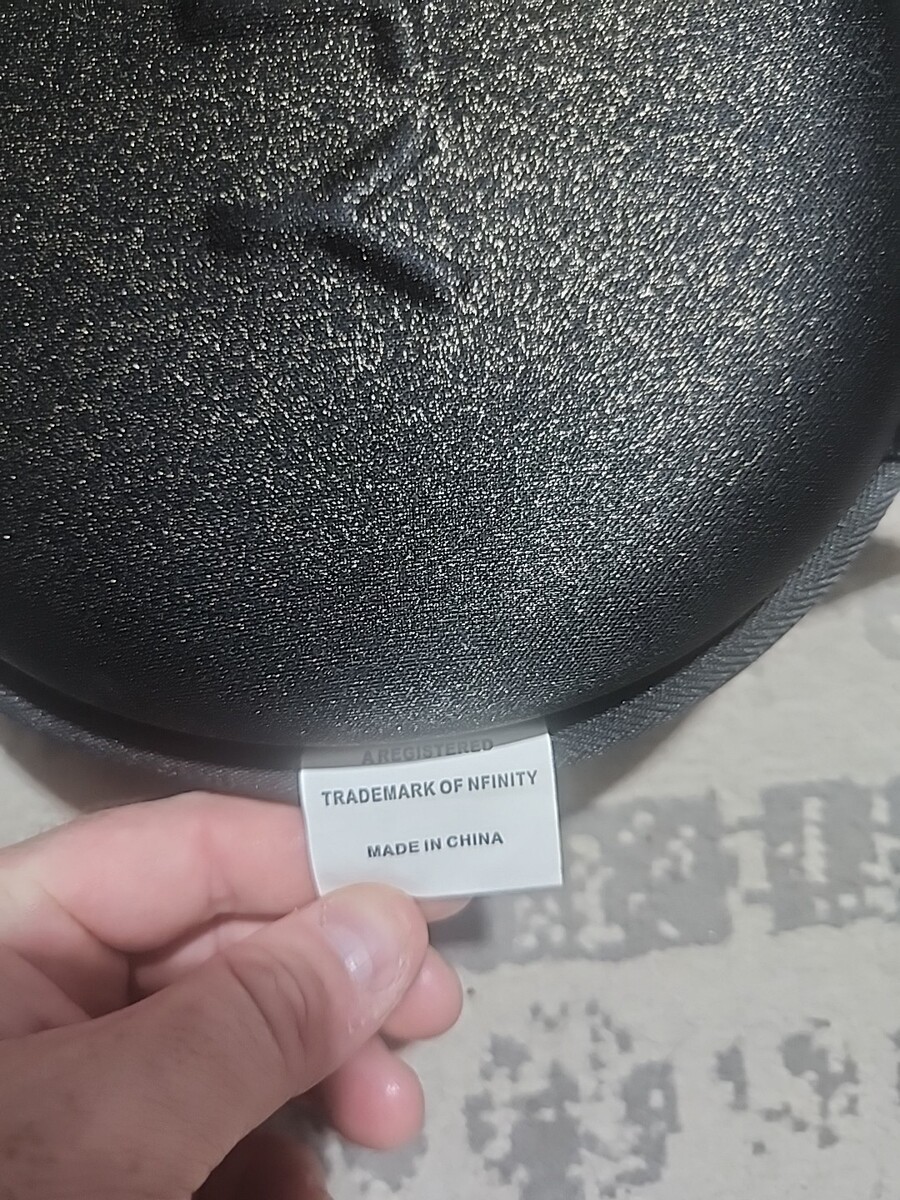 A REGISTERED
TRADEMARK OF NFINITY
MADE IN CHINA